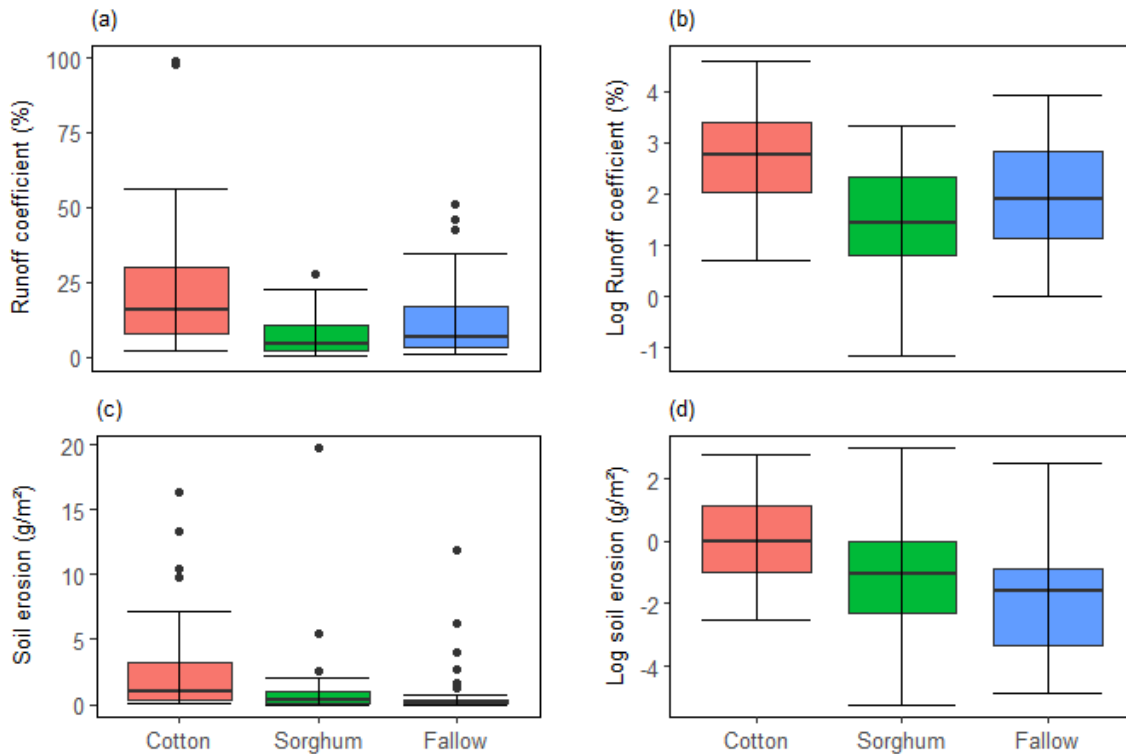 (a)
Runoff coefficient (%)
100
75
50
25
0
(b)
Log Runoff coefficient (%)
4
3
2
1
0
-1
(c)
Soil erosion (g/m²)
20
15
10
5
0
Cotton Sorghum Fallow
(d)
Log soil erosion (g/m²)
2
0
-2
-4
Cotton Sorghum Fallow